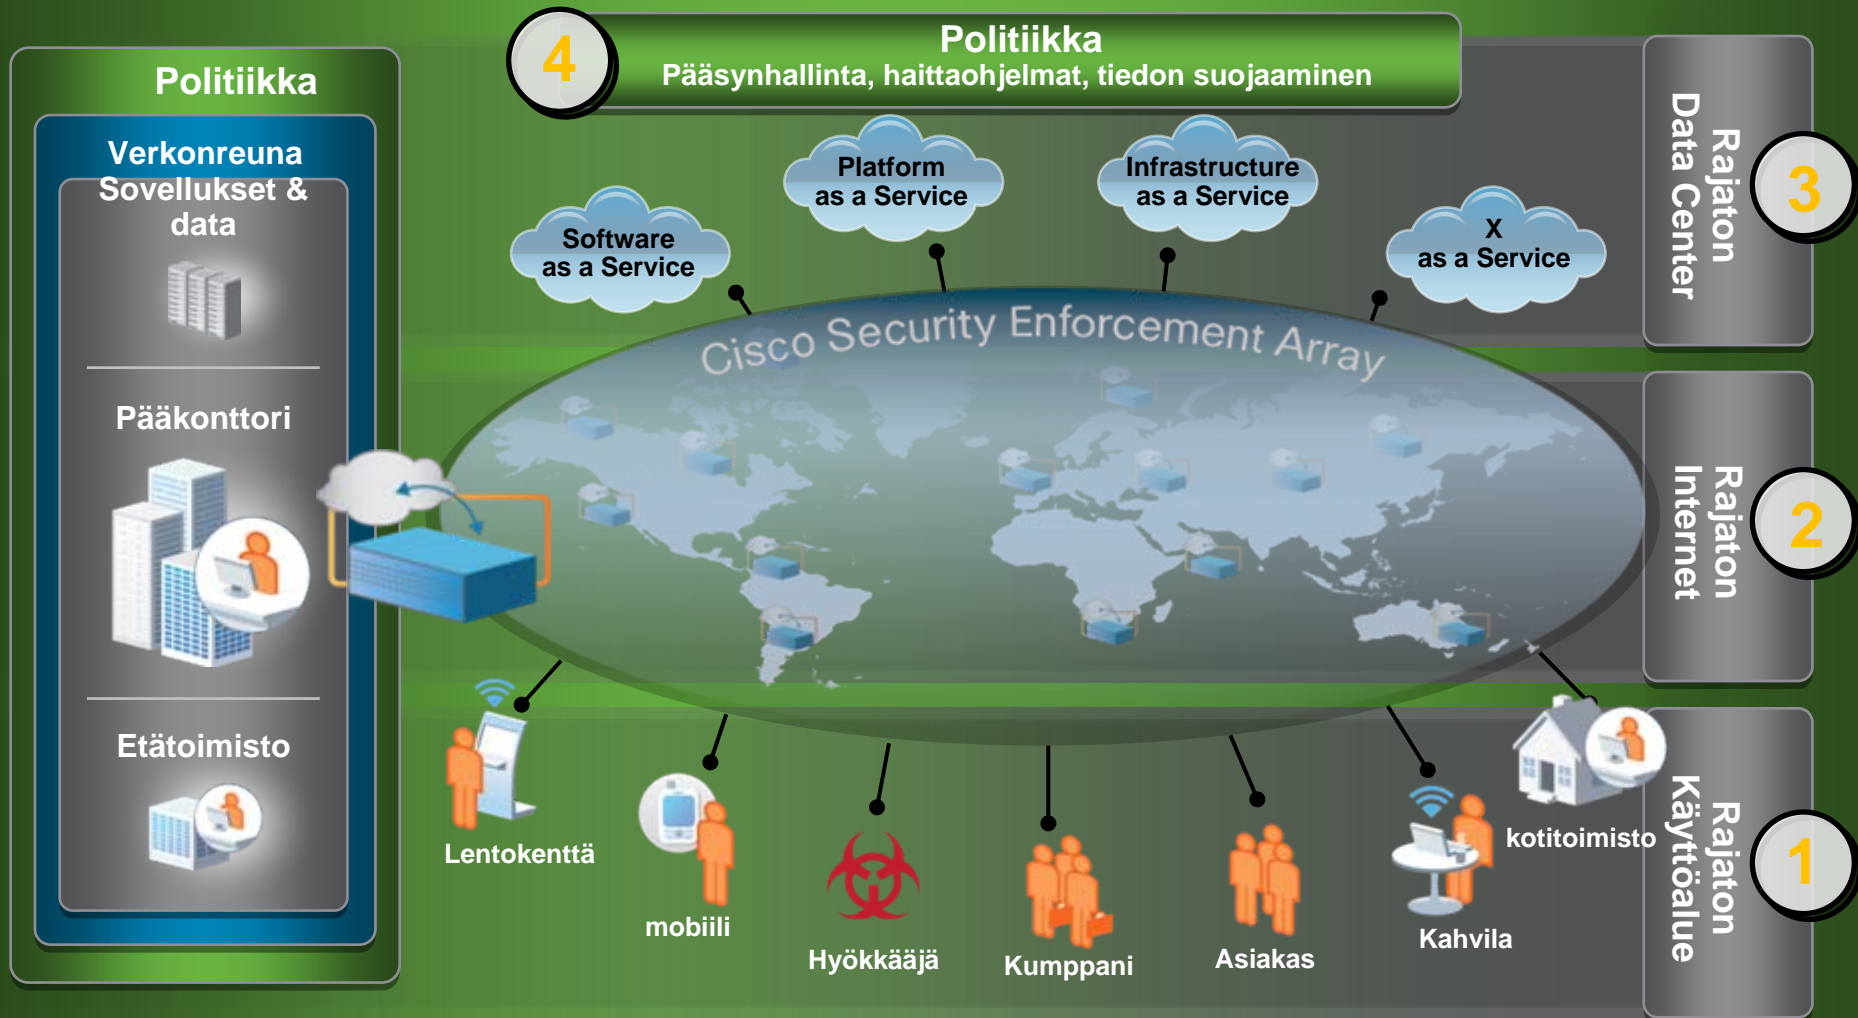 4
Politiikka
Pääsynhallinta, haittaohjelmat, tiedon suojaaminen
Politiikka
Verkonreuna
Sovellukset &
data
Pääkonttori
Etätoimisto
Software
as a Service
Platform
as a Service
Infrastructure
as a Service
X
as a Service
Cisco Security Enforcement Array
Rajaton
Data Center
3
Rajaton
Internet
2
Rajaton
Käyttöalue
1
Lentokenttä
mobiili
Hyökkääjä
Kumppani
Asiakas
Kahvila
kotitoimisto